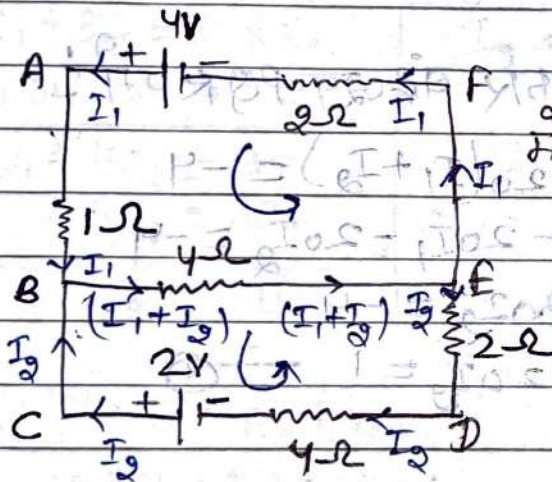 4V
A + - F
I₁ 2Ω I₁
I₁
1Ω
I₁ 4Ω
B E
(I₁+I₂) (I₁+I₂) I₂
I₂ 2V 2Ω
C + - D
I₂ 4Ω I₂